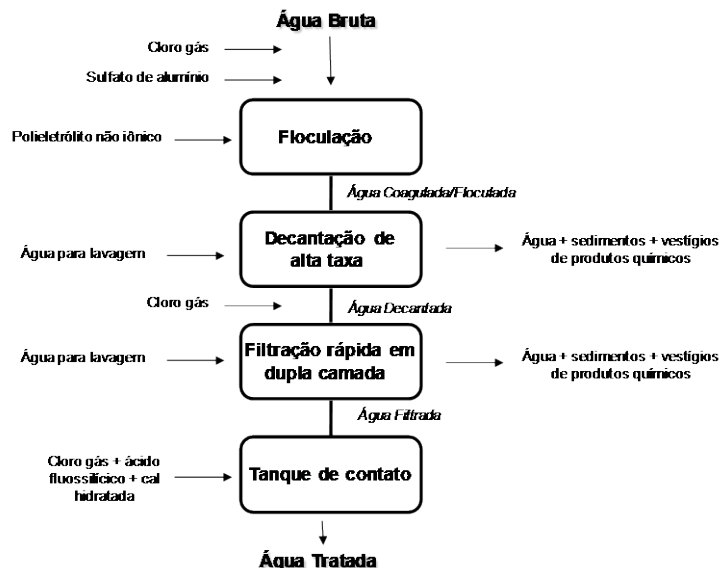 Água Bruta
Cloro gás
Sulfato de alumínio
Polieletrólito não iônico
Floculação
Água Coagulada/Floculada
Água para lavagem
Decantação de
alta taxa
Água + sedimentos + vestígios
de produtos químicos
Cloro gás
Água Decantada
Água para lavagem
Filtração rápida em
dupla camada
Água + sedimentos + vestígios
de produtos químicos
Água Filtrada
Cloro gás + ácido
fluossilícico + cal
hidratada
Tanque de contato
Água Tratada